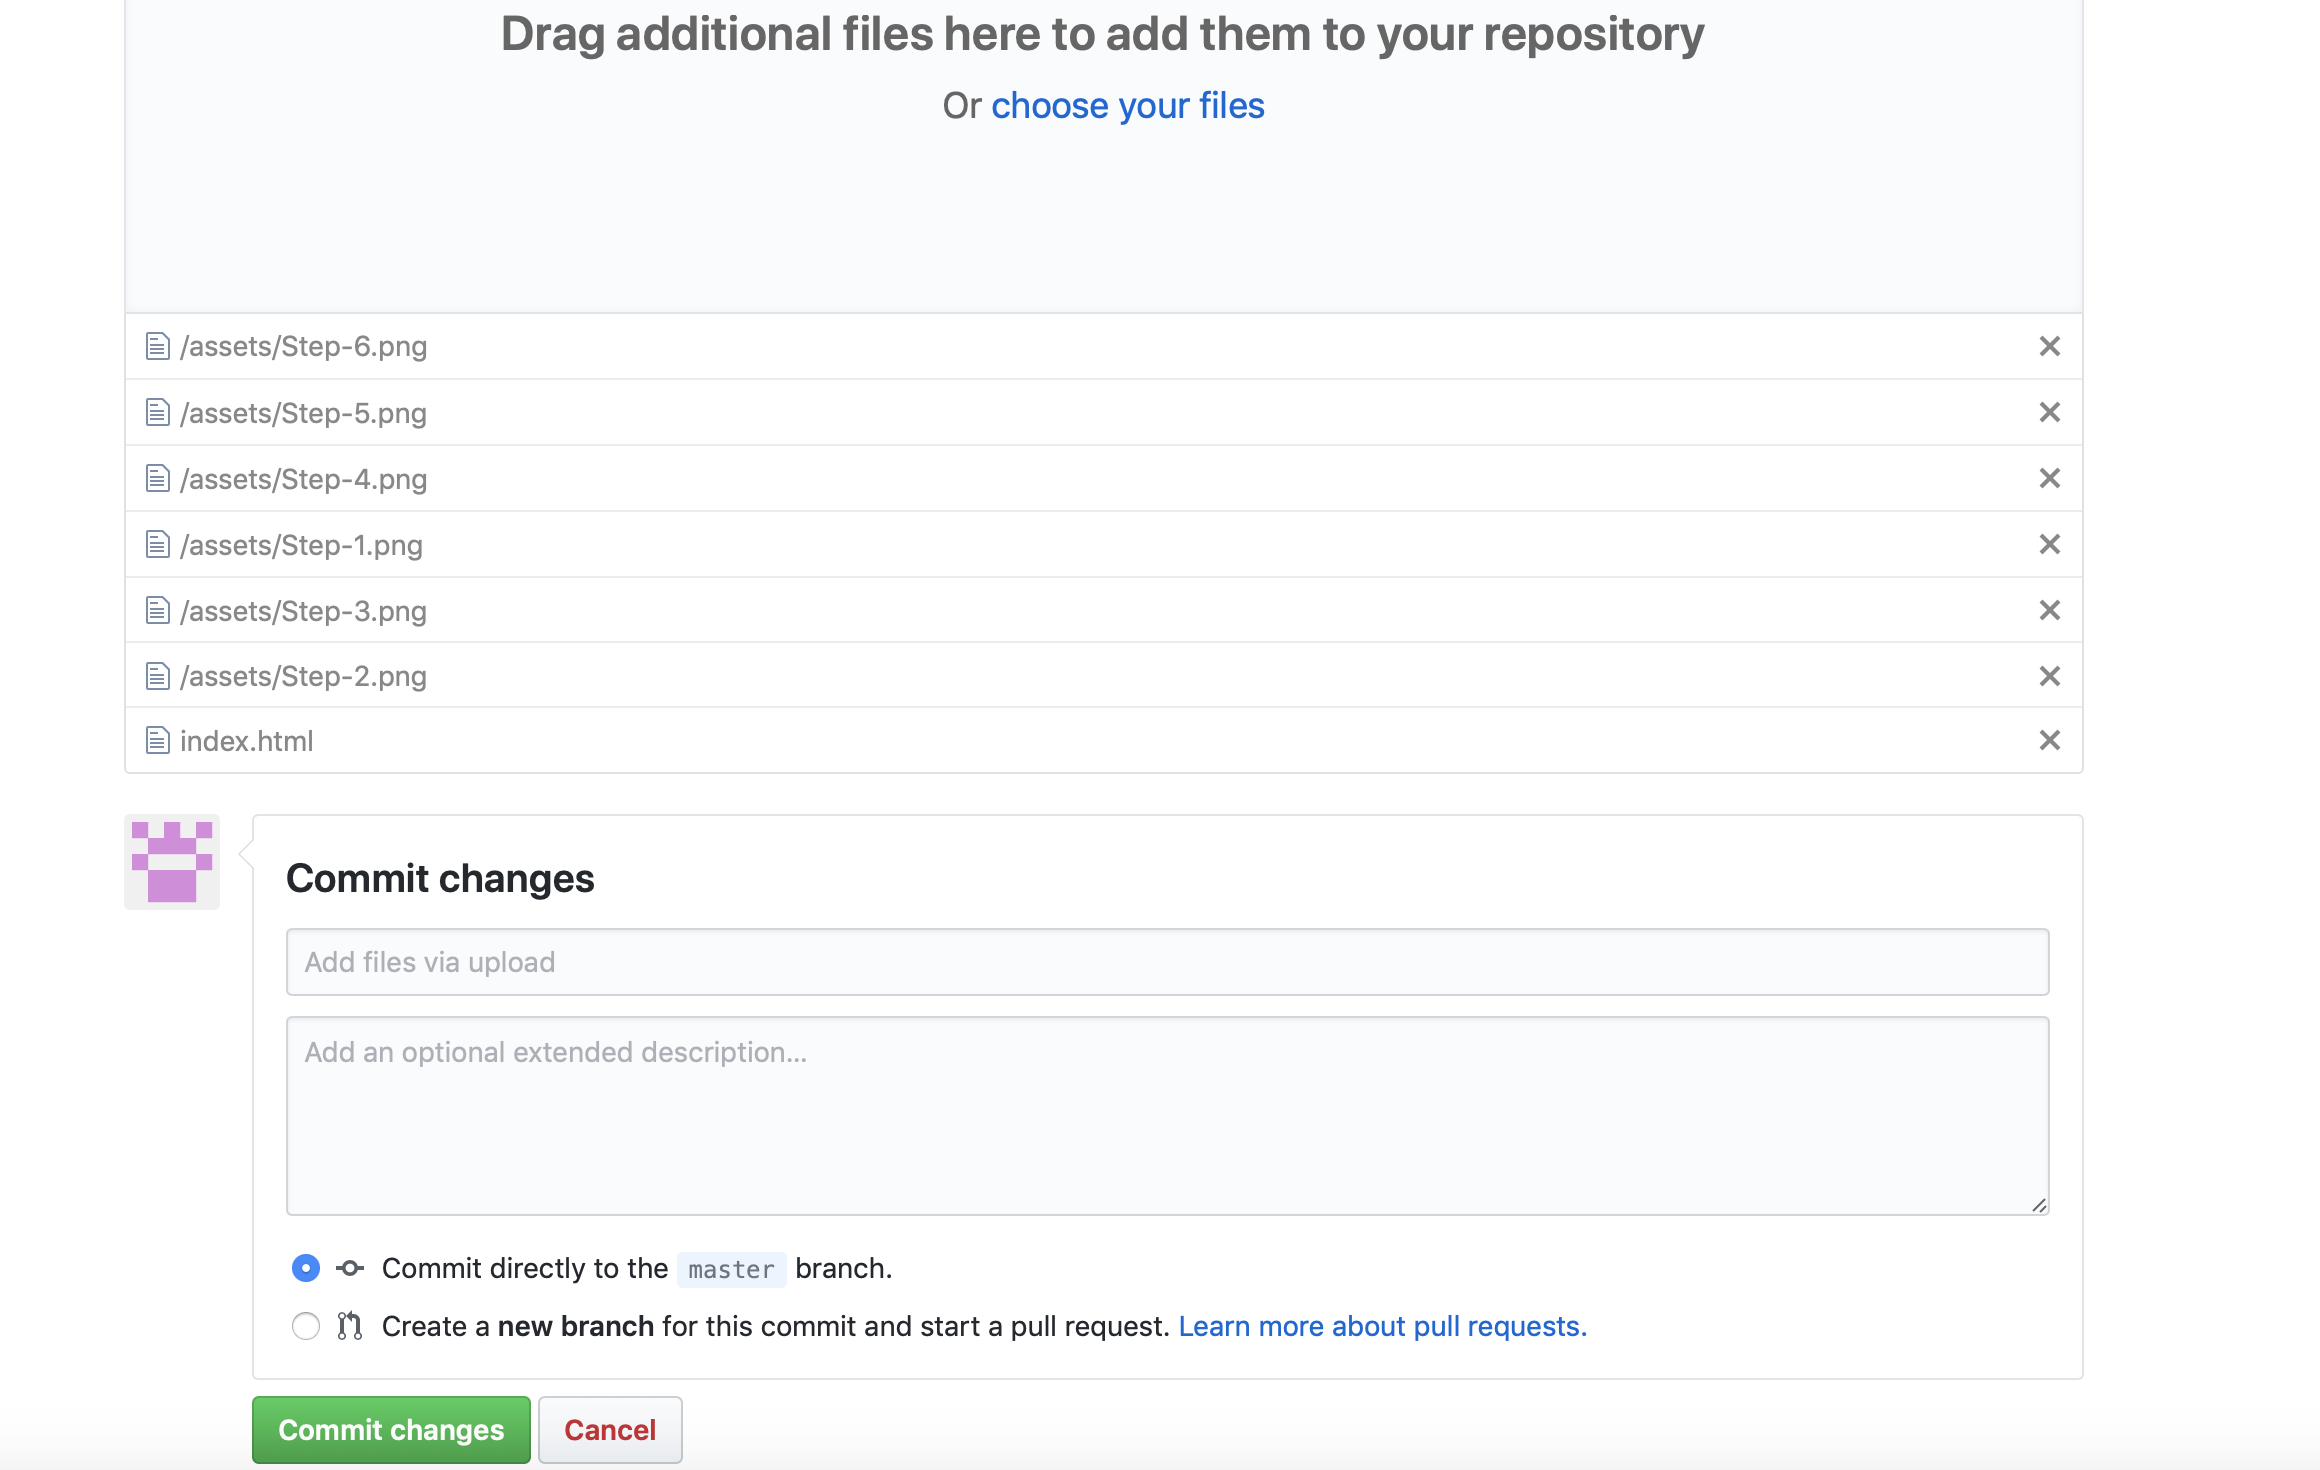 Drag additional files here to add them to your repository
Or choose your files
/assets/Step-6.png
/assets/Step-5.png
/assets/Step-4.png
/assets/Step-1.png
/assets/Step-3.png
/assets/Step-2.png
index.html
Commit changes
Add files via upload
Add an optional extended description...
Commit directly to the master branch.
Create a new branch for this commit and start a pull request. Learn more about pull requests.
Commit changes Cancel